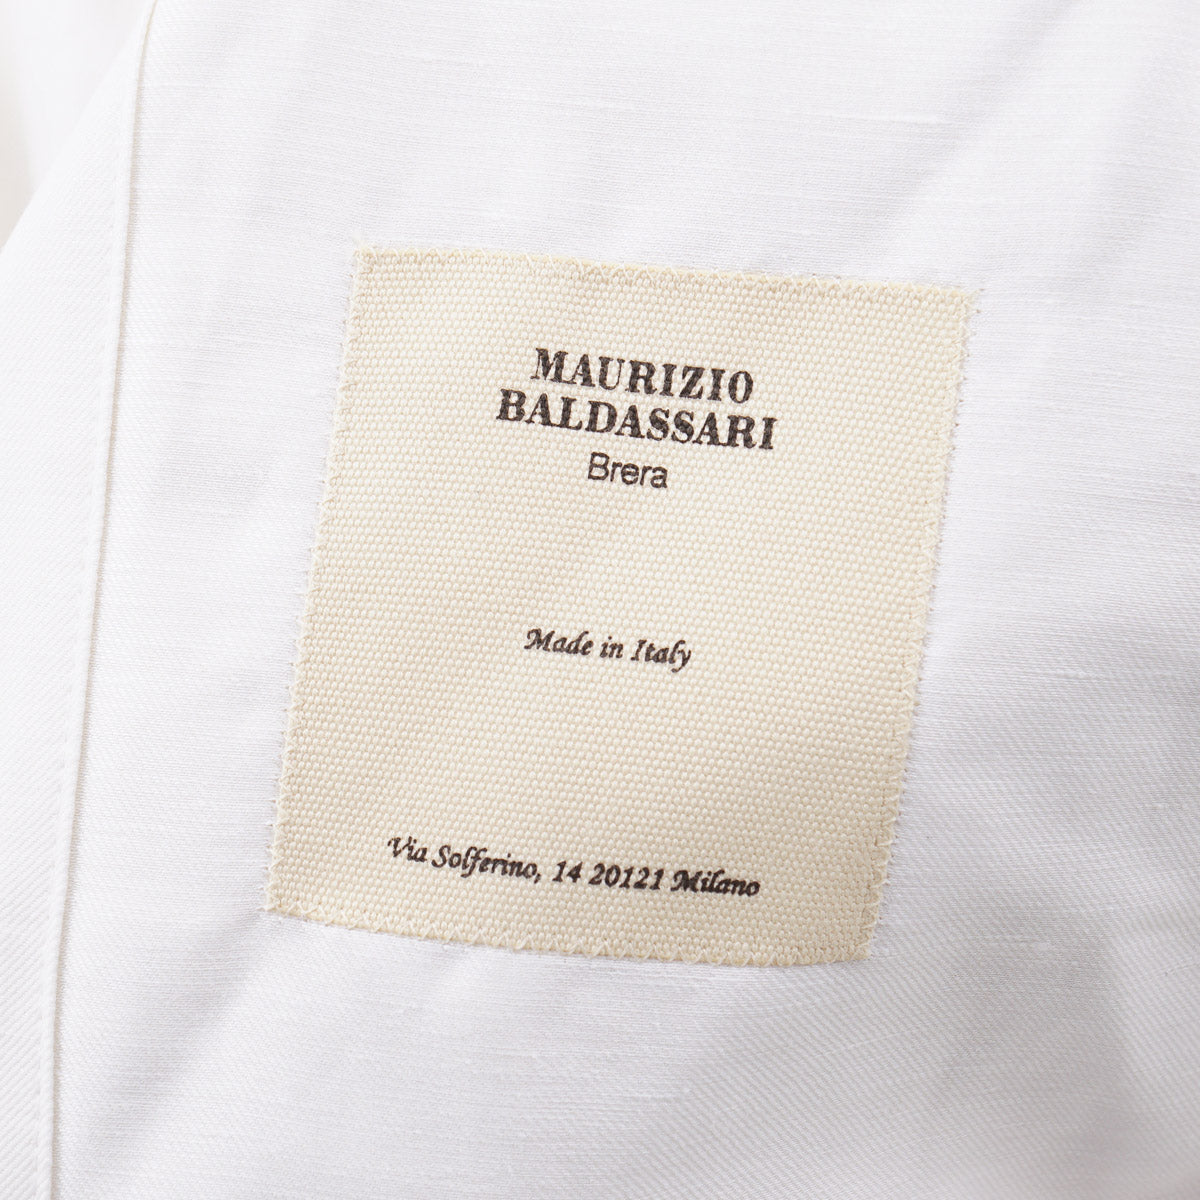 MAURIZIO
BALDASSARI
Brera
Made in Italy
Via Solferino, 14 20121 Milano